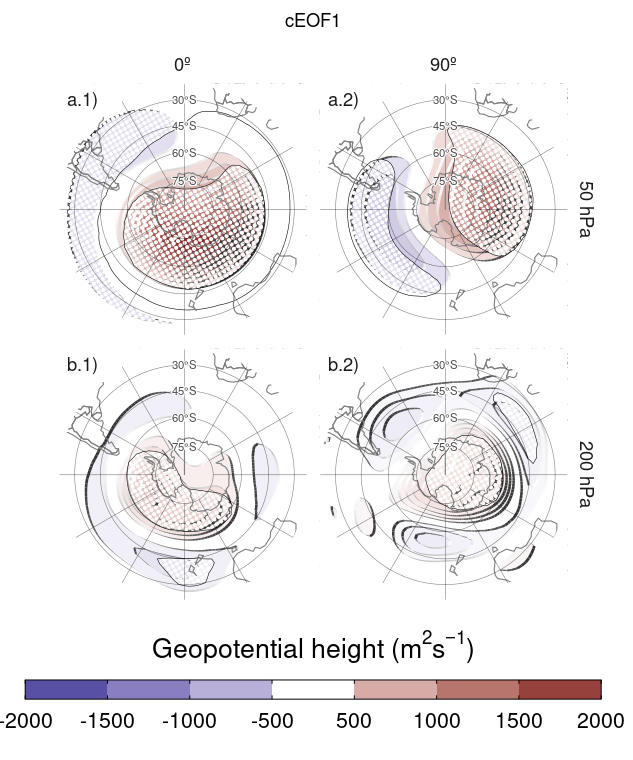 cEOF1
0º 90º
a.1) a.2)
30°S 30°S
45°S 45°S
60°S 60°S
75°S 75°S
50 hPa
b.1) b.2)
30°S 30°S
45°S 45°S
60°S 60°S
75°S 75°S
200 hPa
Geopotential height (m²s⁻¹)
-2000 -1500 -1000 -500 500 1000 1500 2000